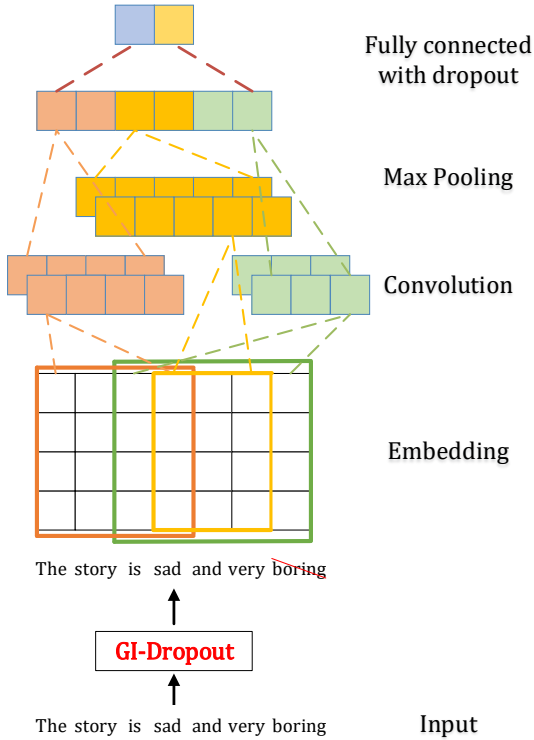 Fully connected
with dropout
Max Pooling
Convolution
Embedding
The story is sad and very boring
GI-Dropout
The story is sad and very boring
Input